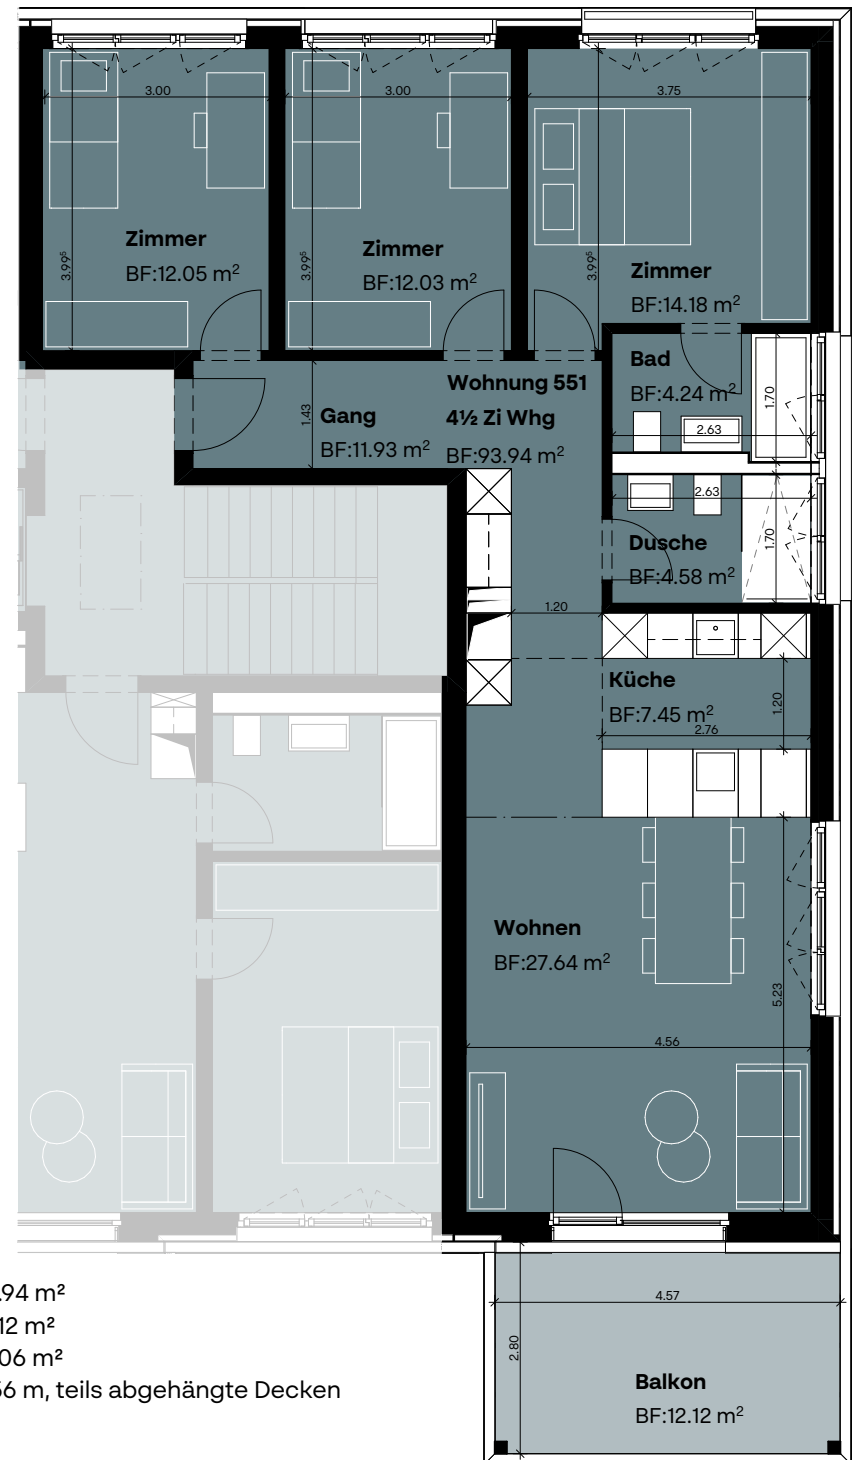 3.00
3.00
3.75
Zimmer
BF:12.05 m²
3.99⁵
Zimmer
BF:12.03 m²
3.99⁵
Zimmer
BF:14.18 m²
3.99⁵
Bad
BF:4.24 m²
1.70
2.63
Wohnung 551
4½ Zi Whg
BF:93.94 m²
Gang
BF:11.93 m²
1.43
2.63
Dusche
BF:4.58 m²
1.70
1.20
Küche
BF:7.45 m²
2.76
1.20
Wohnen
BF:27.64 m²
5.23
4.56
4.57
2.80
Balkon
BF:12.12 m²
.94 m²
12 m²
06 m²
56 m, teils abgehängte Decken